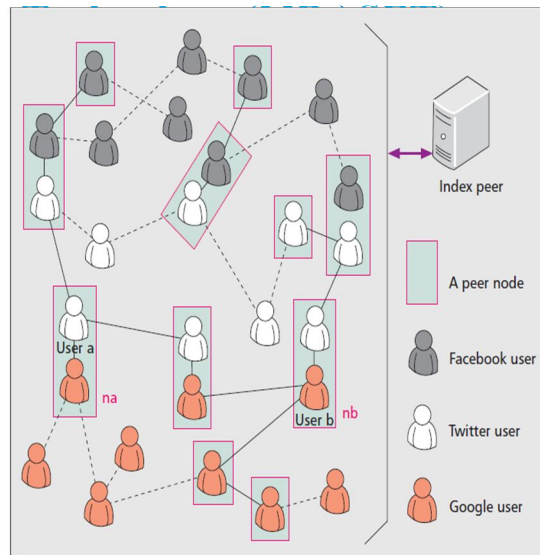 Index peer
A peer node
User a
Facebook user
na
User b
nb
Twitter user
Google user